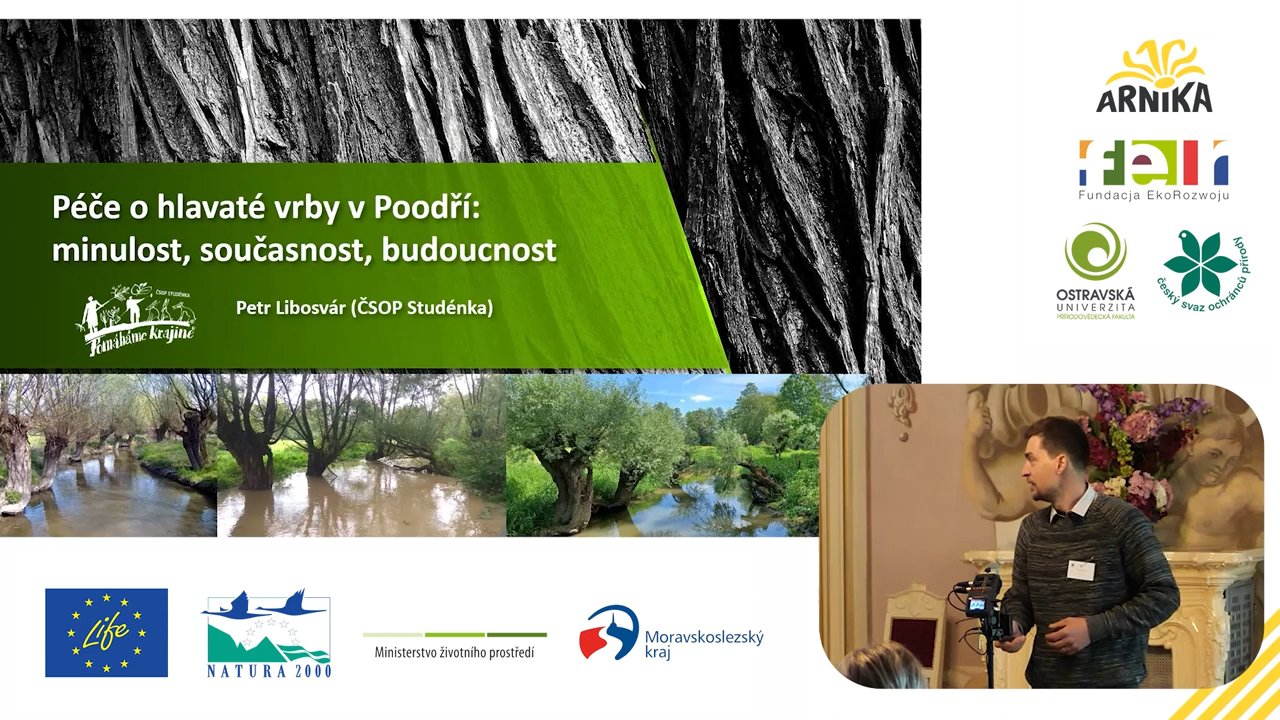 Péče o hlavaté vrby v Poodří:
minulost, současnost, budoucnost
Petr Libosvár (ČSOP Studénka)
ČSOP STUDÉNKA
Pomáháme krajině
ARNIKA
feri
Fundacja EkoRozwoju
OSTRAVSKÁ
UNIVERZITA
PŘÍRODOVĚDECKÁ FAKULTA
český svaz ochránců přírody
Life
NATURA 2000
Ministerstvo životního prostředí
Moravskoslezský
kraj